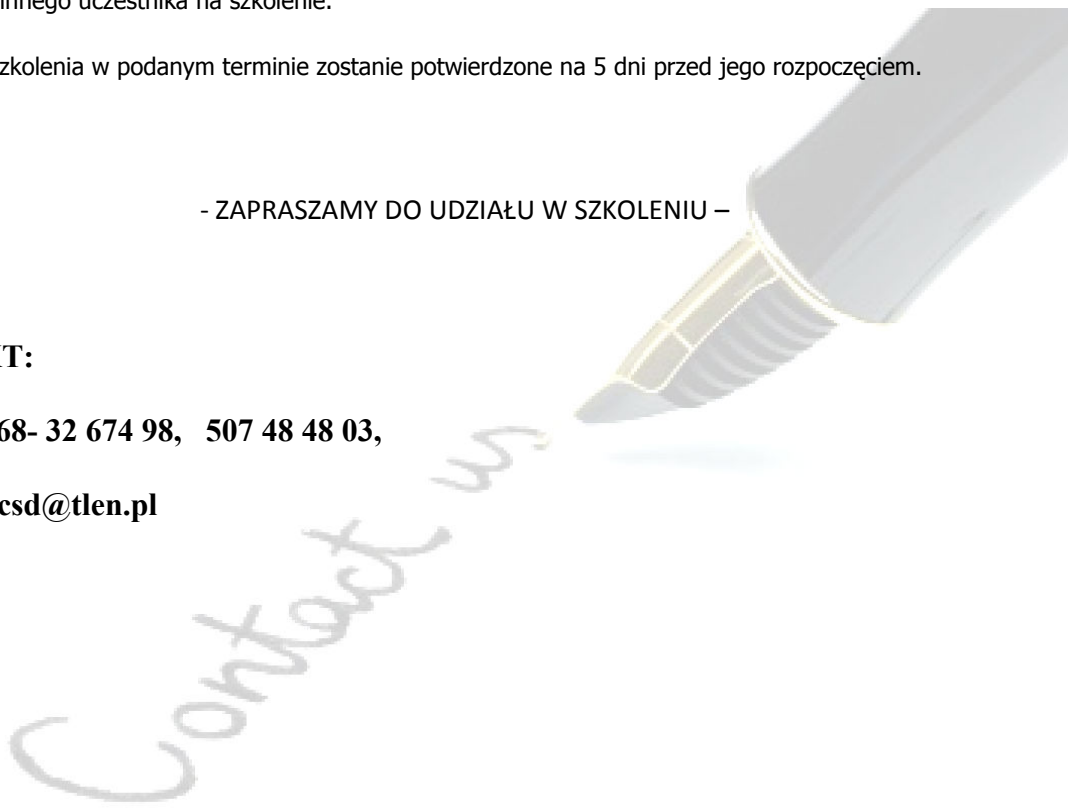 innego uczestnika na szkolenie.
zkolenia w podanym terminie zostanie potwierdzone na 5 dni przed jego rozpoczęciem.
- ZAPRASZAMY DO UDZIAŁU W SZKOLENIU –
KT:
68- 32 674 98, 507 48 48 03,
csd@tlen.pl
Contact us